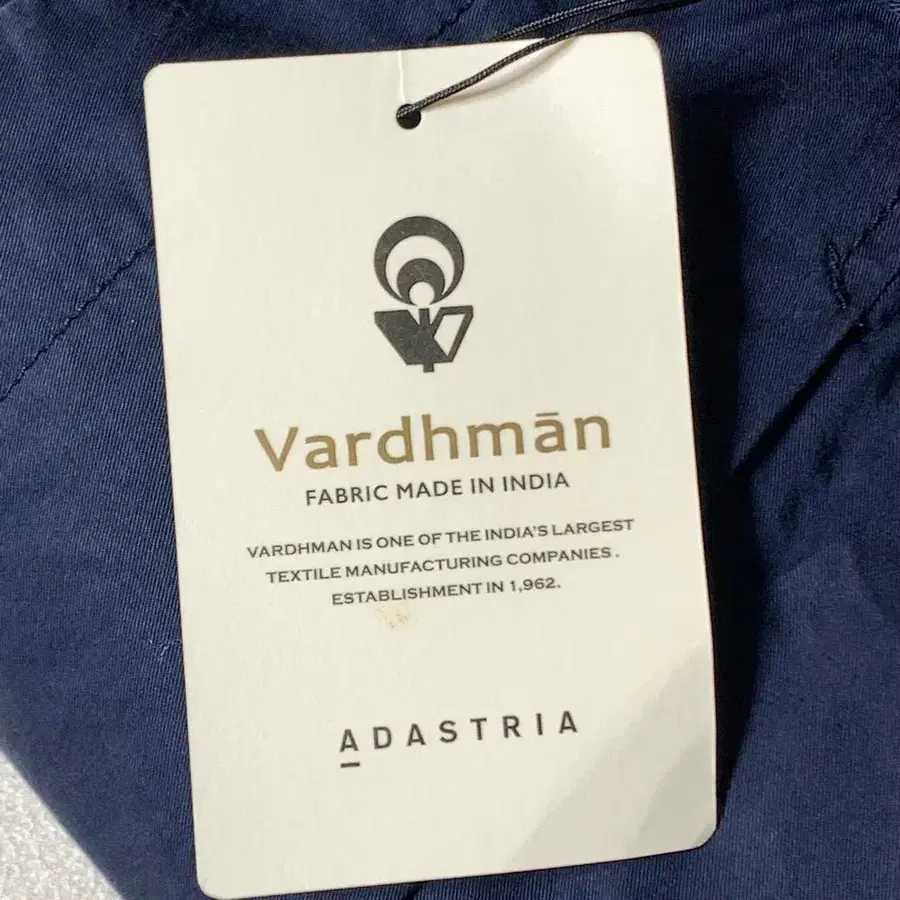 Vardhmān
FABRIC MADE IN INDIA
VARDHMAN IS ONE OF THE INDIA'S LARGEST
TEXTILE MANUFACTURING COMPANIES.
ESTABLISHMENT IN 1,962.
ADASTRIA